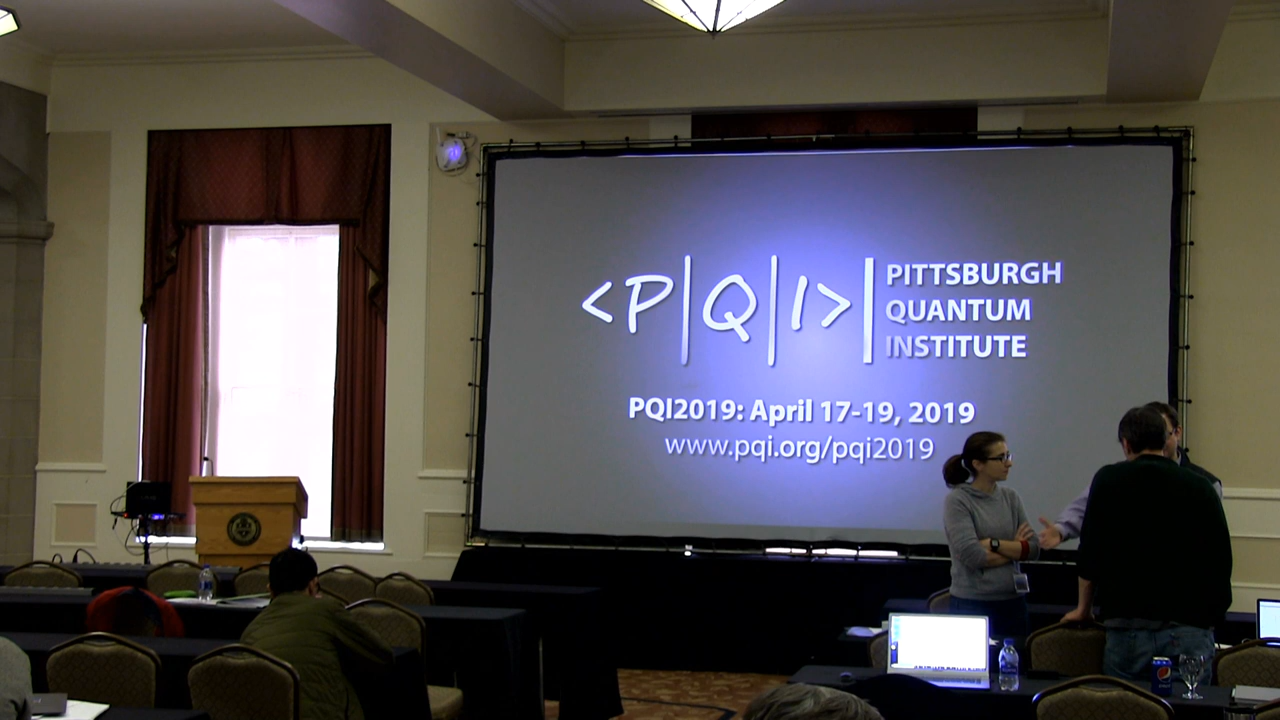 <P|Q|I>
PITTSBURGH
QUANTUM
INSTITUTE
PQI2019: April 17-19, 2019
www.pqi.org/pqi2019